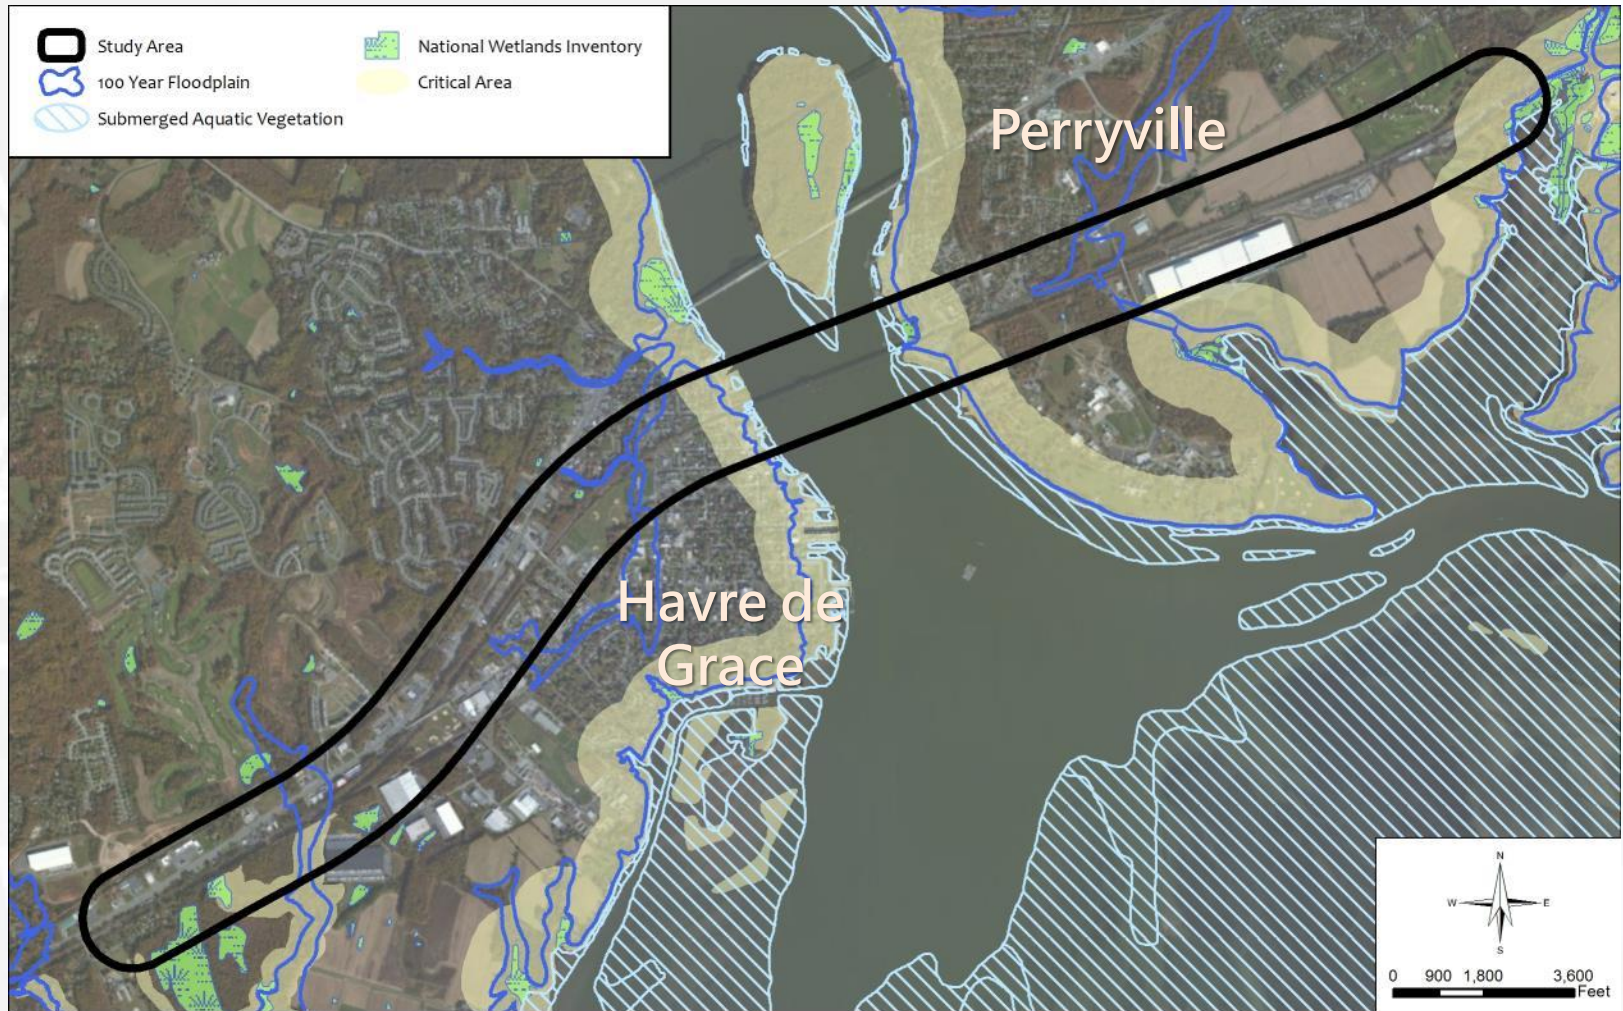 Study Area
National Wetlands Inventory
100 Year Floodplain
Critical Area
Submerged Aquatic Vegetation
Perryville
Havre de
Grace
N
W
E
S
0 900 1,800 3,600
Feet